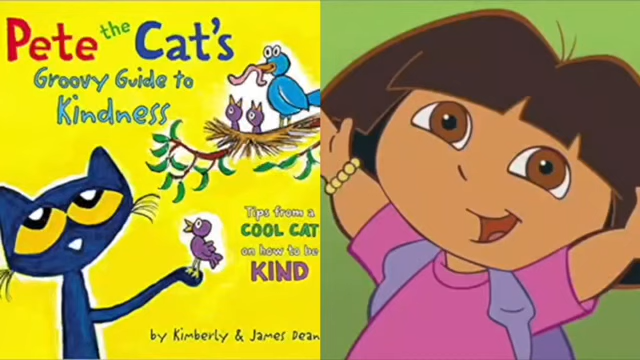 Pete the Cat's
Groovy Guide to
Kindness
Tips from a
COOL CAT
on how to be
KIND
by Kimberly & James Dean